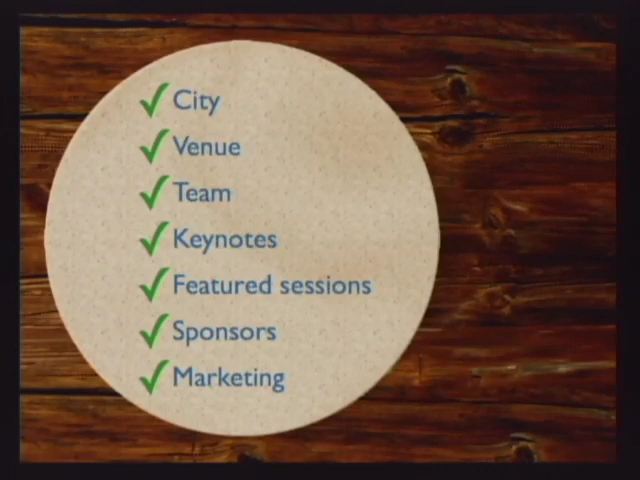 City
Venue
Team
Keynotes
Featured sessions
Sponsors
Marketing